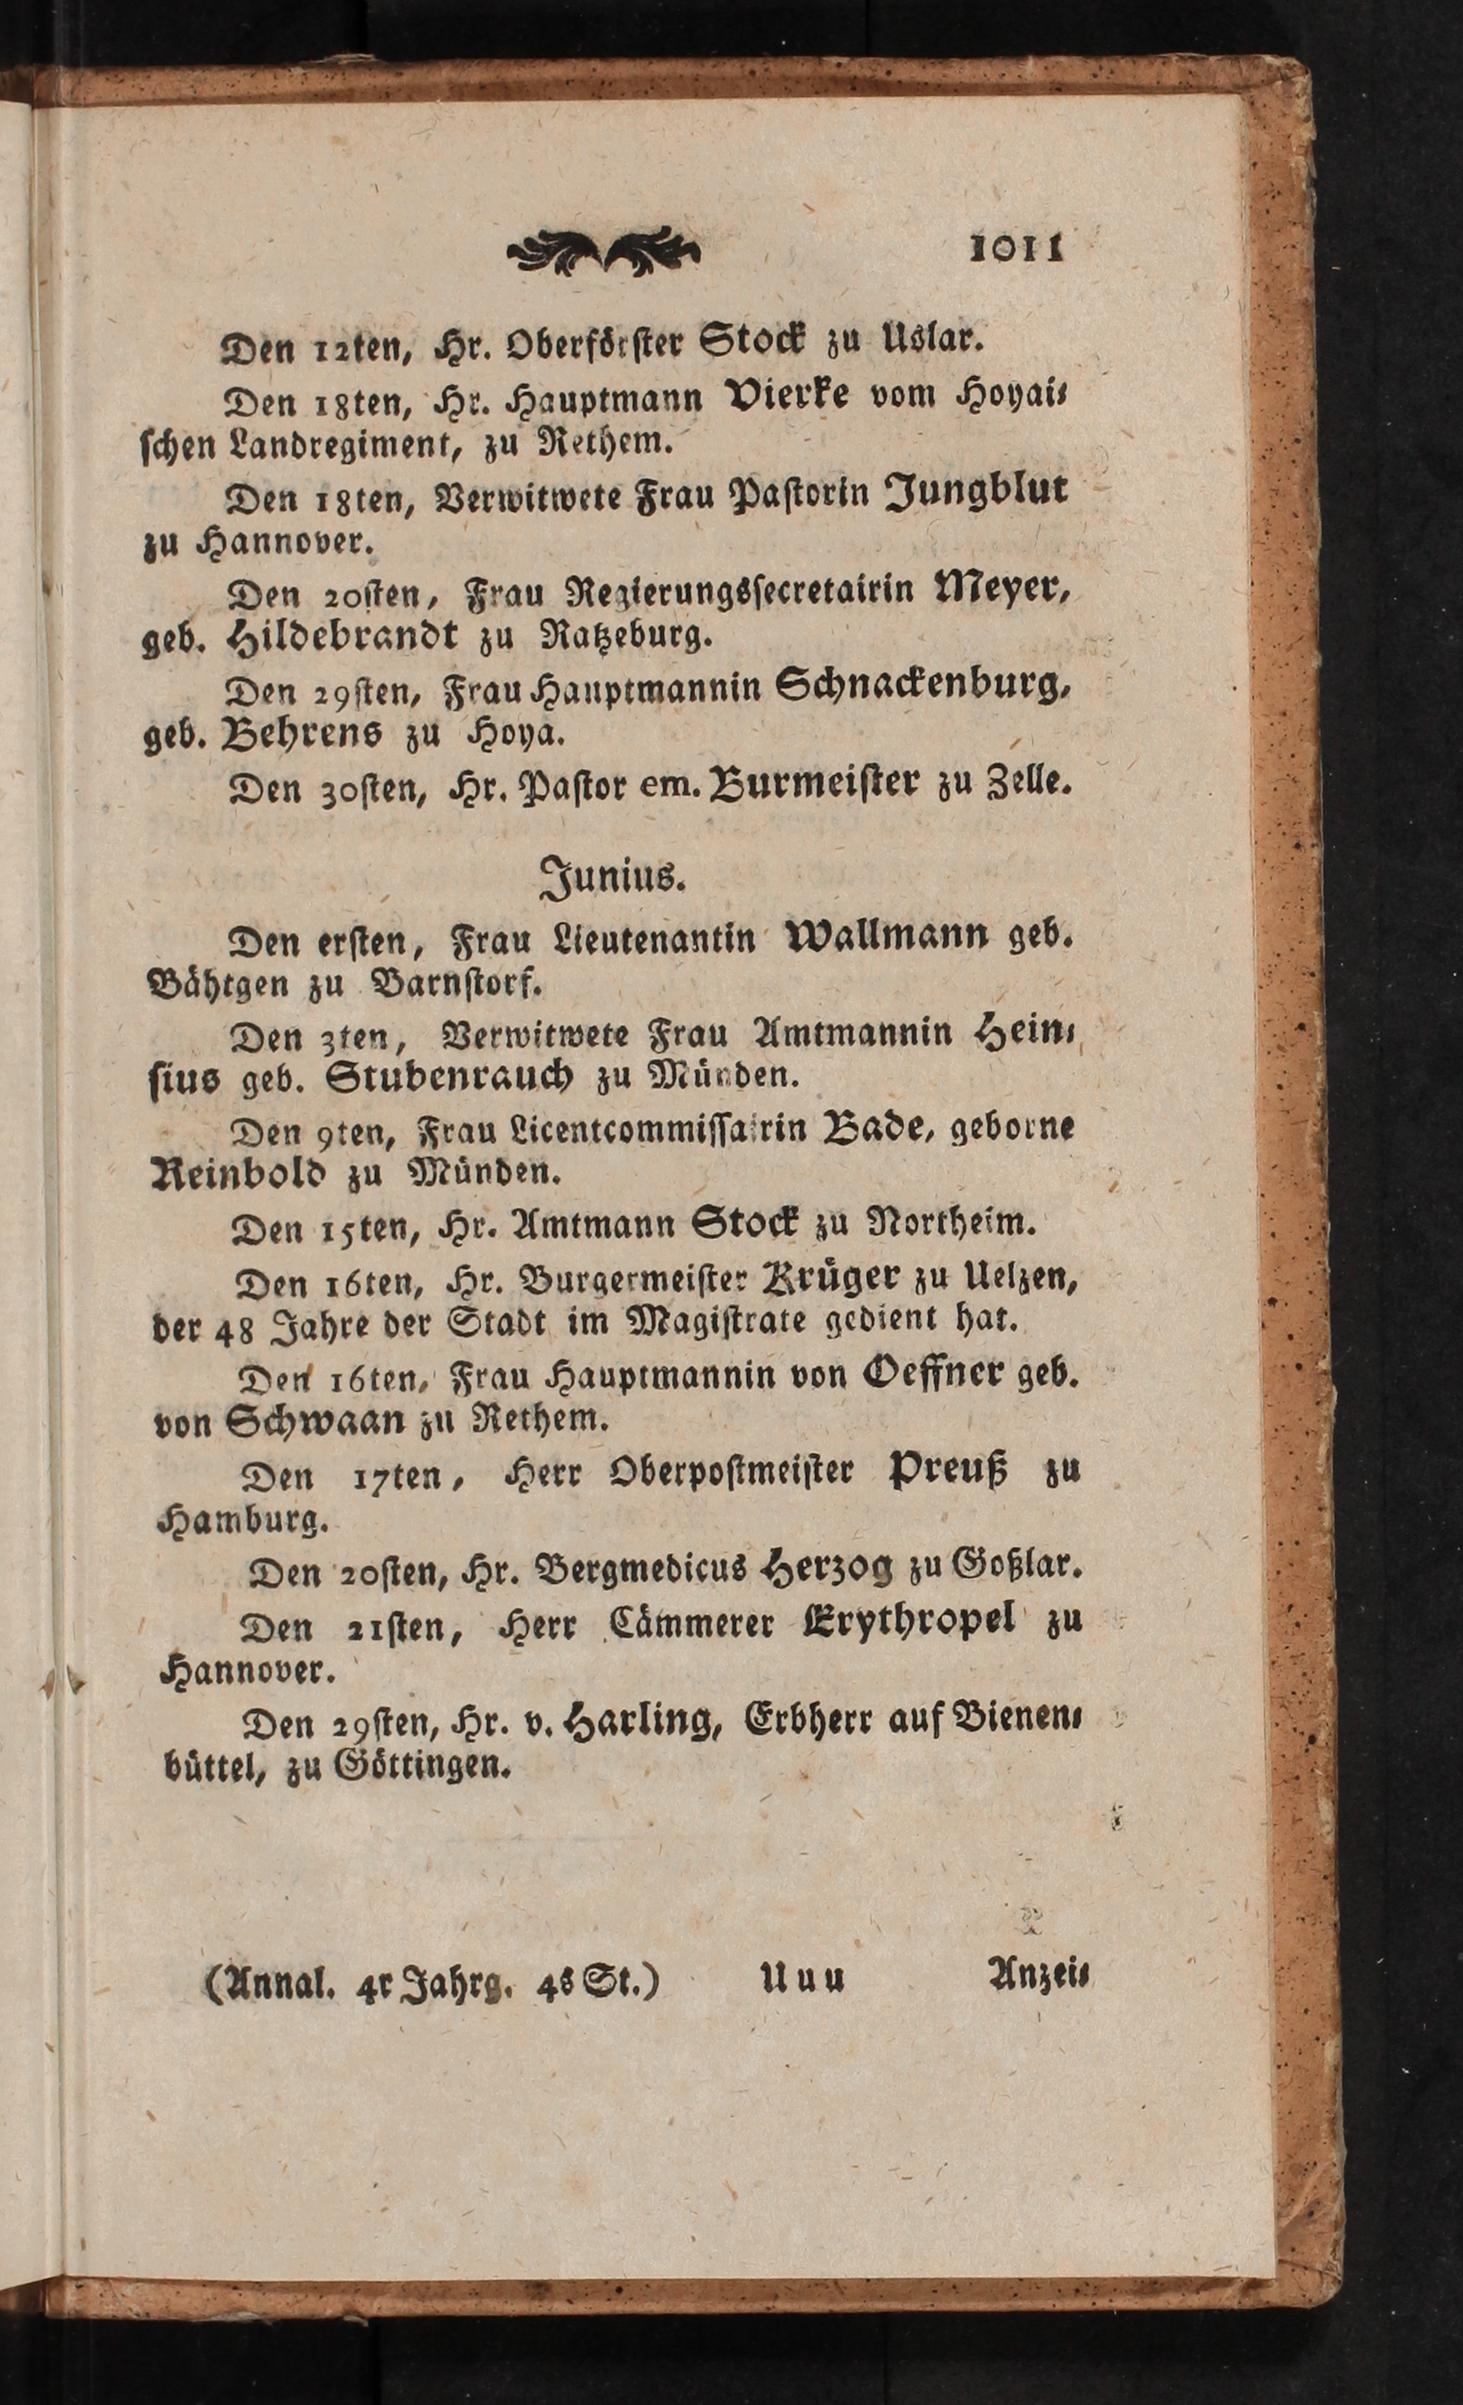 1011
Den 12ten, Hr. Oberförſter Stock zu Uslar.
Den 18ten, Hr. Hauptmann Vierke vom Hoyai⸗
ſchen Landregiment, zu Rethem.
Den 18ten, Verwitwete Frau Paſtorin Jungblut
zu Hannover.
Den 20ſten, Frau Regierungsſecretairin Meyer,
geb. Hildebrandt zu Ratzeburg.
Den 29ſten, Frau Hauptmannin Schnackenburg,
geb. Behrens zu Hoya.
Den 30ſten, Hr. Paſtor em. Burmeiſter zu Zelle.
Junius.
Den erſten, Frau Lieutenantin Wallmann geb.
Bähtgen zu Barnſtorf.
Den 3ten, Verwitwete Frau Amtmannin Hein⸗
ſius geb. Stubenrauch zu Münden.
Den 9ten, Frau Licentcommiſſairin Bade, geborne
Reinbold zu Münden.
Den 15ten, Hr. Amtmann Stock zu Northeim.
Den 16ten, Hr. Burgermeiſter Krüger zu Uelzen,
der 48 Jahre der Stadt im Magiſtrate gedient hat.
Den 16ten, Frau Hauptmannin von Oeffner geb.
von Schwaan zu Rethem.
Den 17ten, Herr Oberpoſtmeiſter Preuß zu
Hamburg.
Den 20ſten, Hr. Bergmedicus Herzog zu Goßlar.
Den 21ſten, Herr Cämmerer Erythropel zu
Hannover.
Den 29ſten, Hr. v. Harling, Erbherr auf Bienen⸗
büttel, zu Göttingen.
(Annal. 4r Jahrg. 4s St.) Uuu Anzei⸗